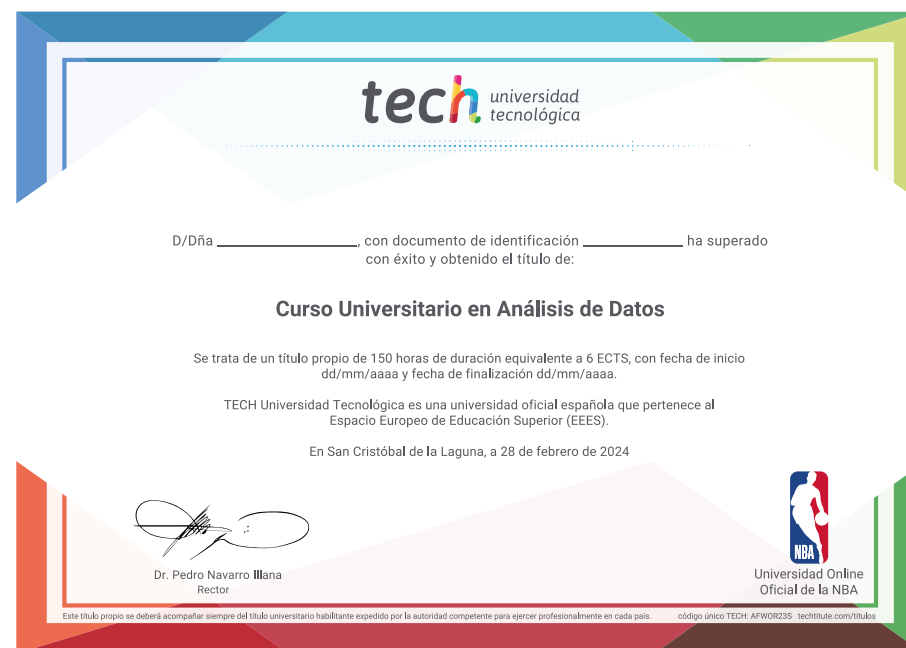 tech universidad
tecnológica
D/Dña ____________________, con documento de identificación ______________ ha superado
con éxito y obtenido el título de:
Curso Universitario en Análisis de Datos
Se trata de un título propio de 150 horas de duración equivalente a 6 ECTS, con fecha de inicio
dd/mm/aaaa y fecha de finalización dd/mm/aaaa.
TECH Universidad Tecnológica es una universidad oficial española que pertenece al
Espacio Europeo de Educación Superior (EEES).
En San Cristóbal de la Laguna, a 28 de febrero de 2024
Dr. Pedro Navarro Illana
Rector
NBA
Universidad Online
Oficial de la NBA
Este título propio se deberá acompañar siempre del título universitario habilitante expedido por la autoridad competente para ejercer profesionalmente en cada país. código único TECH: AFWOR23S techtitute.com/titulos